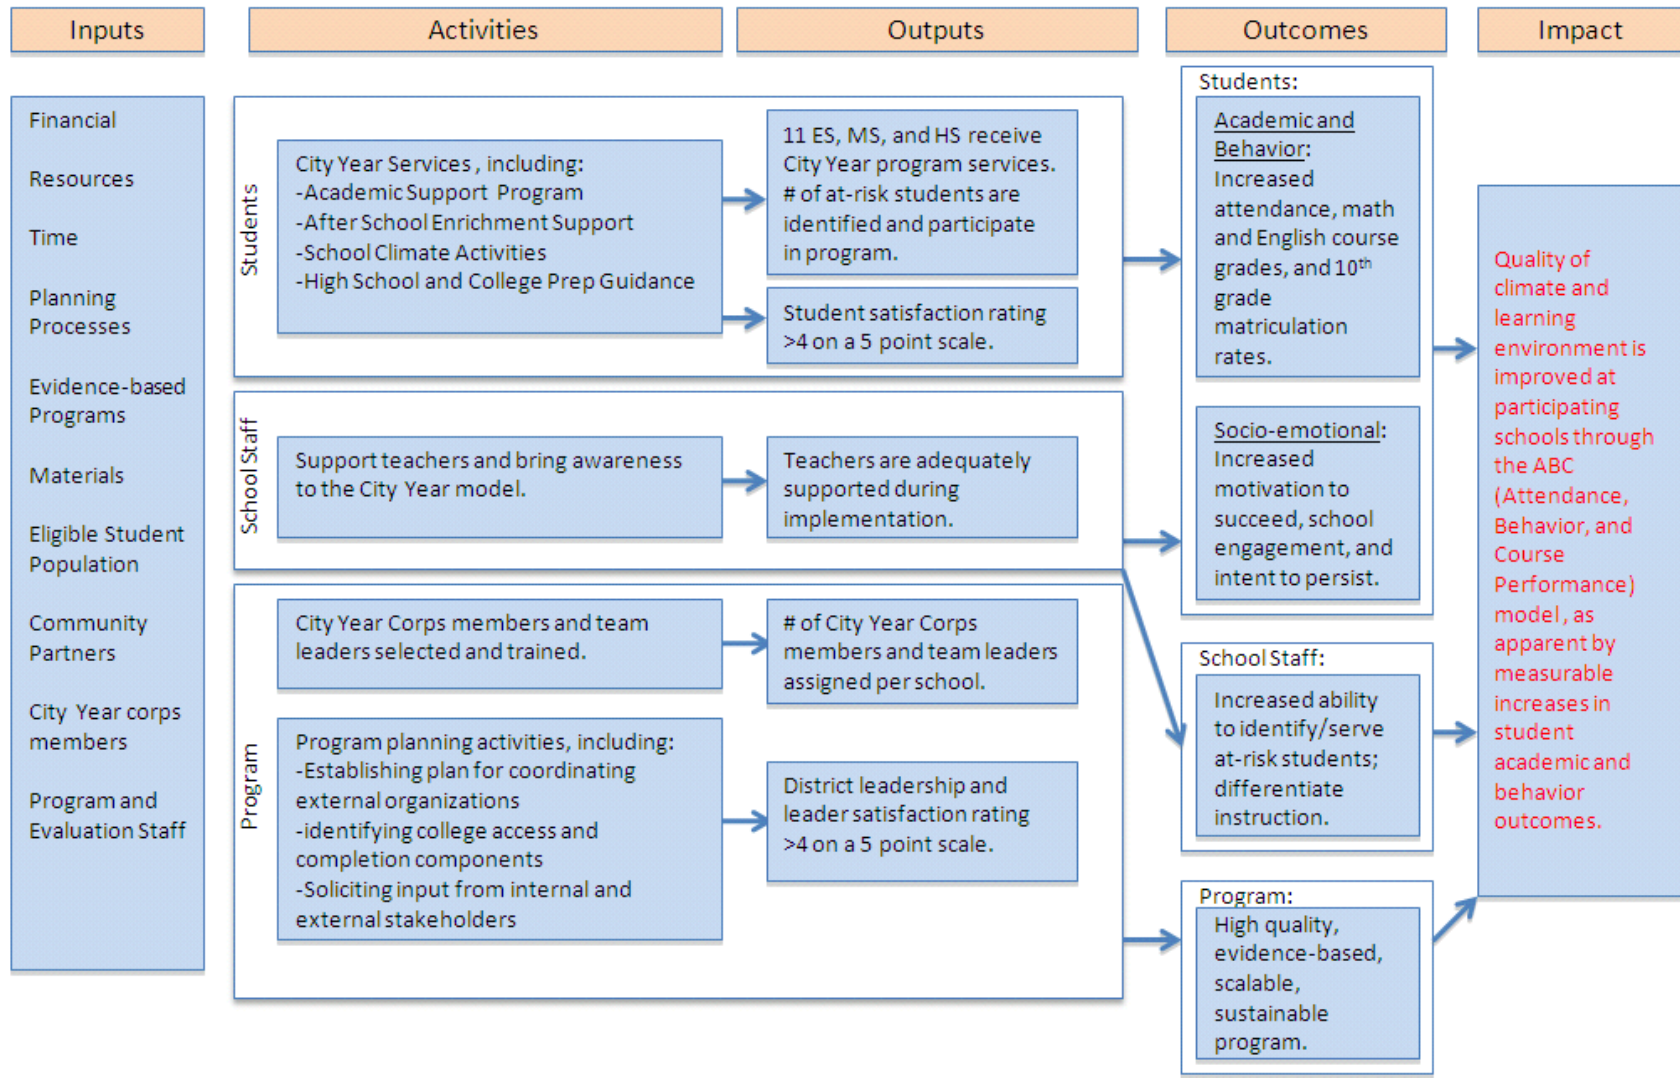 Inputs
Activities
Outputs
Outcomes
Impact
Financial
Resources
Time
Planning
Processes
Evidence-based
Programs
Materials
Eligible Student
Population
Community
Partners
City Year corps
members
Program and
Evaluation Staff
Students
City Year Services , including:
-Academic Support Program
-After School Enrichment Support
-School Climate Activities
-High School and College Prep Guidance
11 ES, MS, and HS receive
City Year program services.
# of at-risk students are
identified and participate
in program.
Student satisfaction rating
>4 on a 5 point scale.
School Staff
Support teachers and bring awareness
to the City Year model.
Teachers are adequately
supported during
implementation.
Program
City Year Corps members and team
leaders selected and trained.
# of City Year Corps
members and team leaders
assigned per school.
Program planning activities, including:
-Establishing plan for coordinating
external organizations
-identifying college access and
completion components
-Soliciting input from internal and
external stakeholders
District leadership and
leader satisfaction rating
>4 on a 5 point scale.
Students:
Academic and
Behavior:
Increased
attendance, math
and English course
grades, and 10th
grade
matriculation
rates.
Socio-emotional:
Increased
motivation to
succeed, school
engagement, and
intent to persist.
School Staff:
Increased ability
to identify/serve
at-risk students;
differentiate
instruction.
Program:
High quality,
evidence-based,
scalable,
sustainable
program.
Quality of
climate and
learning
environment is
improved at
participating
schools through
the ABC
(Attendance,
Behavior, and
Course
Performance)
model, as
apparent by
measurable
increases in
student
academic and
behavior
outcomes.